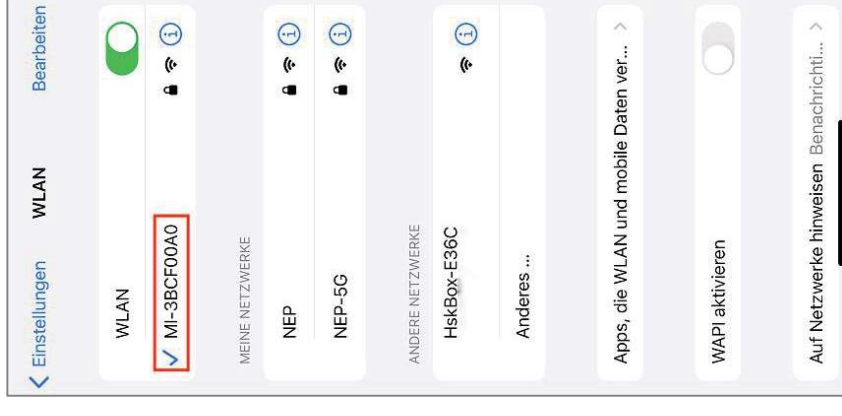 Einstellungen WLAN Bearbeiten
WLAN
MI-3BCF00A0
MEINE NETZWERKE
NEP
NEP-5G
ANDERE NETZWERKE
HskBox-E36C
Anderes ...
Apps, die WLAN und mobile Daten ver...
WAPI aktivieren
Auf Netzwerke hinweisen Benachrichti...